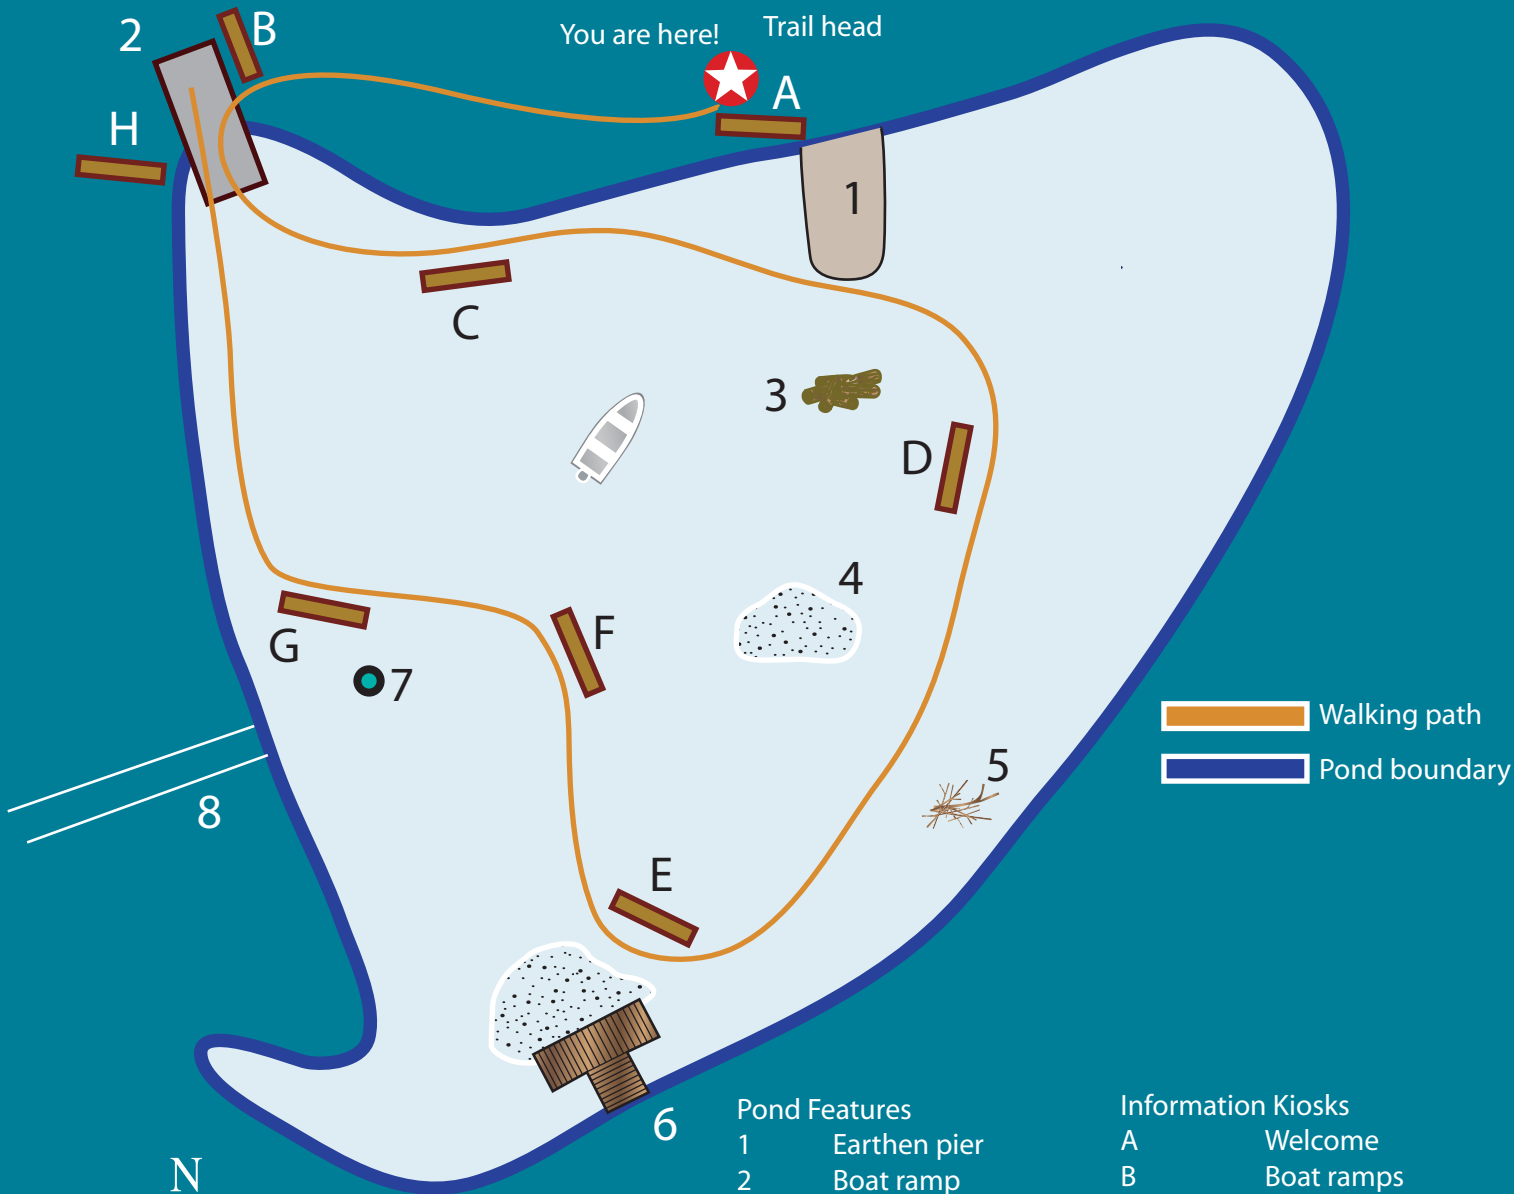 You are here!
Trail head
2
B
A
H
1
C
3
D
4
F
G
7
5
Walking path
Pond boundary
8
E
6
N
Pond Features
1 Earthen pier
2 Boat ramp
Information Kiosks
A Welcome
B Boat ramps